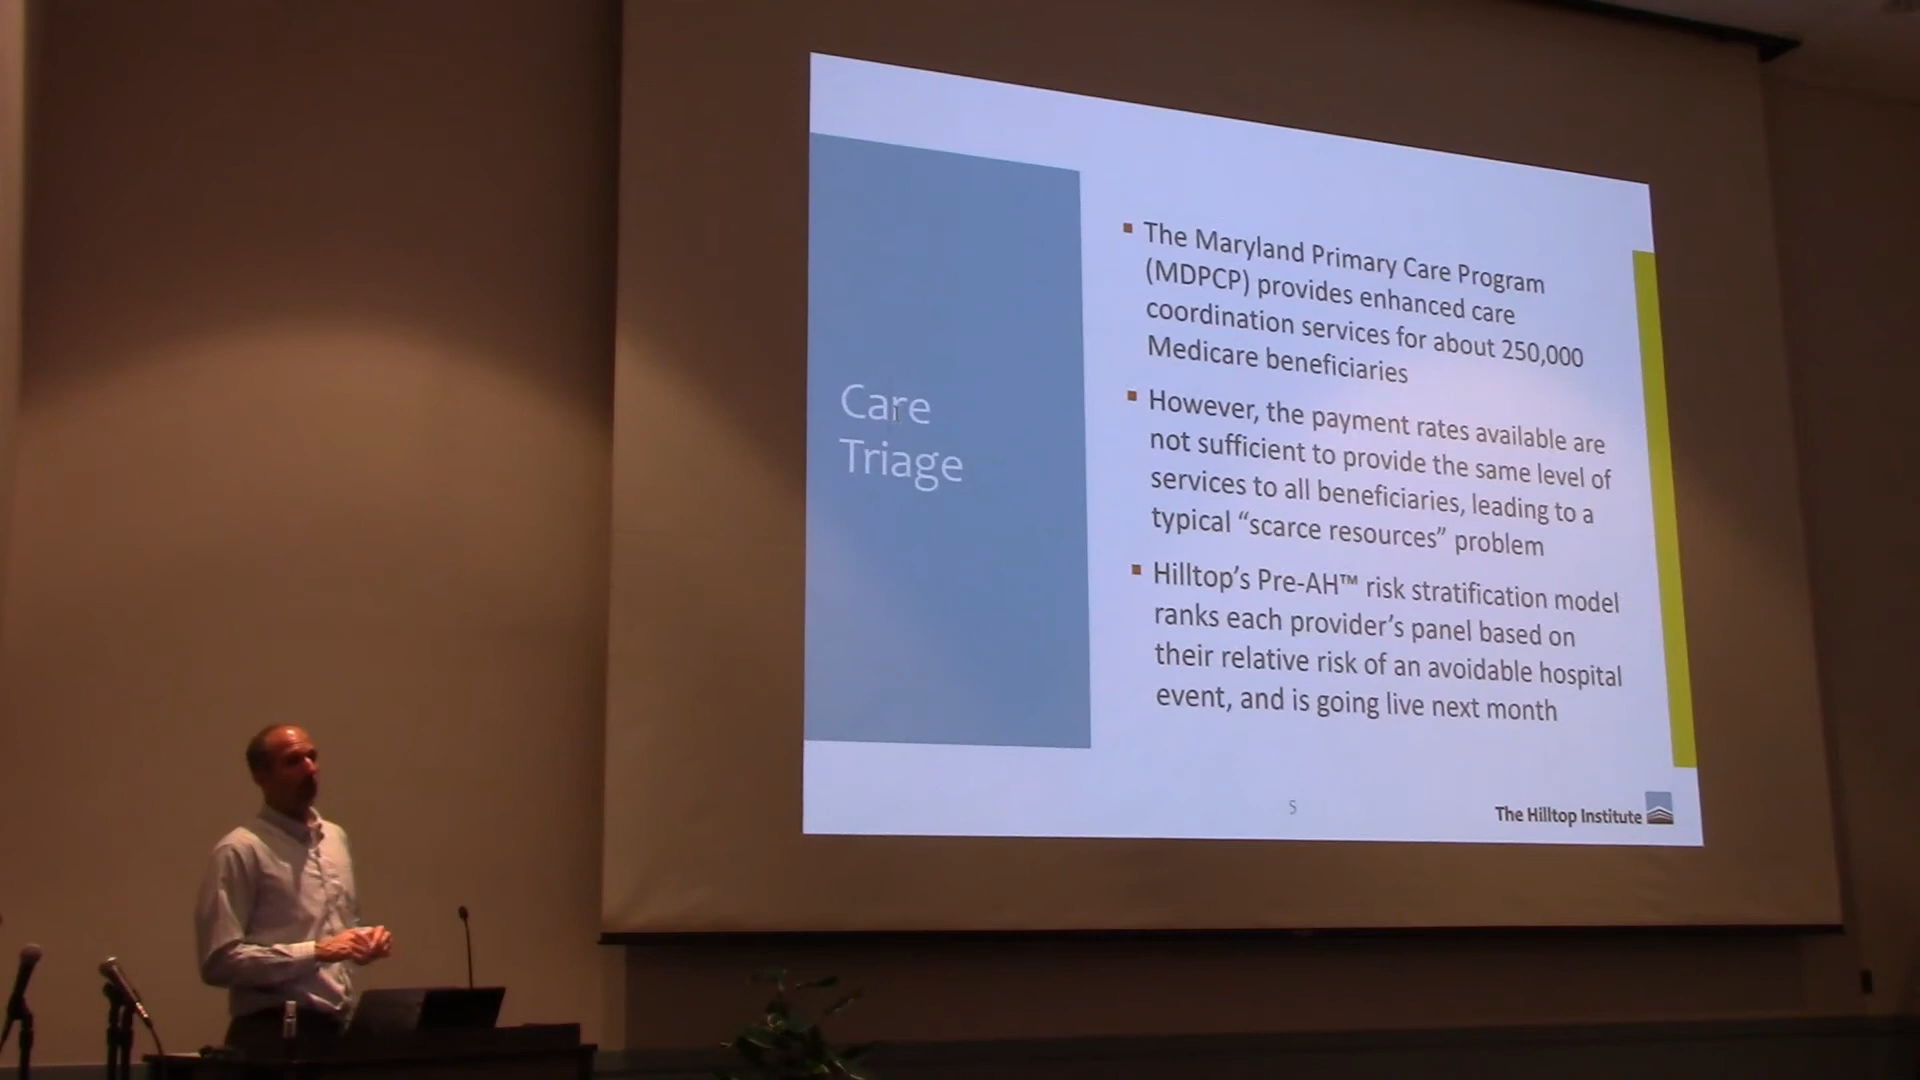 Care
Triage
▪ The Maryland Primary Care Program
(MDPCP) provides enhanced care
coordination services for about 250,000
Medicare beneficiaries
▪ However, the payment rates available are
not sufficient to provide the same level of
services to all beneficiaries, leading to a
typical “scarce resources” problem
▪ Hilltop’s Pre-AH™ risk stratification model
ranks each provider’s panel based on
their relative risk of an avoidable hospital
event, and is going live next month
5
The Hilltop Institute